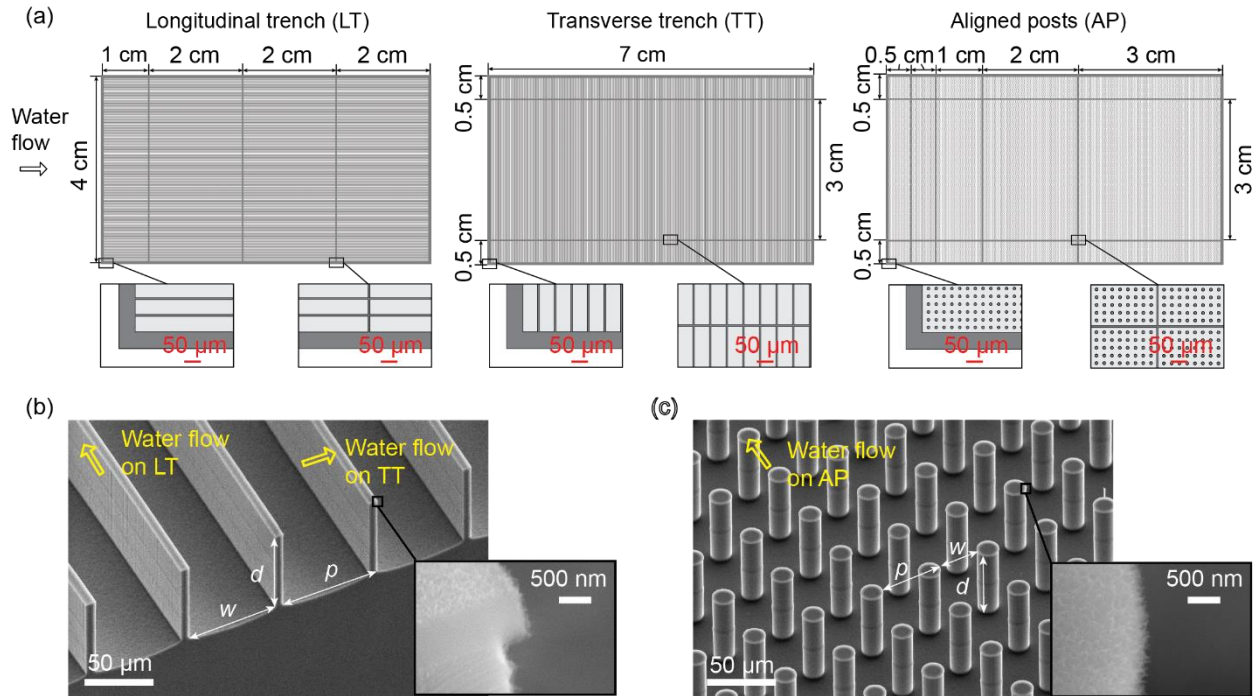 (a)
Longitudinal trench (LT)
Transverse trench (TT)
Aligned posts (AP)
1 cm
2 cm
2 cm
2 cm
7 cm
0.5 cm
1 cm
2 cm
3 cm
Water
flow
4 cm
0.5 cm
3 cm
0.5 cm
0.5 cm
3 cm
0.5 cm
50 µm
50 µm
50 µm
50 µm
50 µm
50 µm
(b)
Water flow
on LT
Water flow
on TT
d
p
w
50 µm
500 nm
(c)
Water flow
on AP
p
w
d
50 µm
500 nm